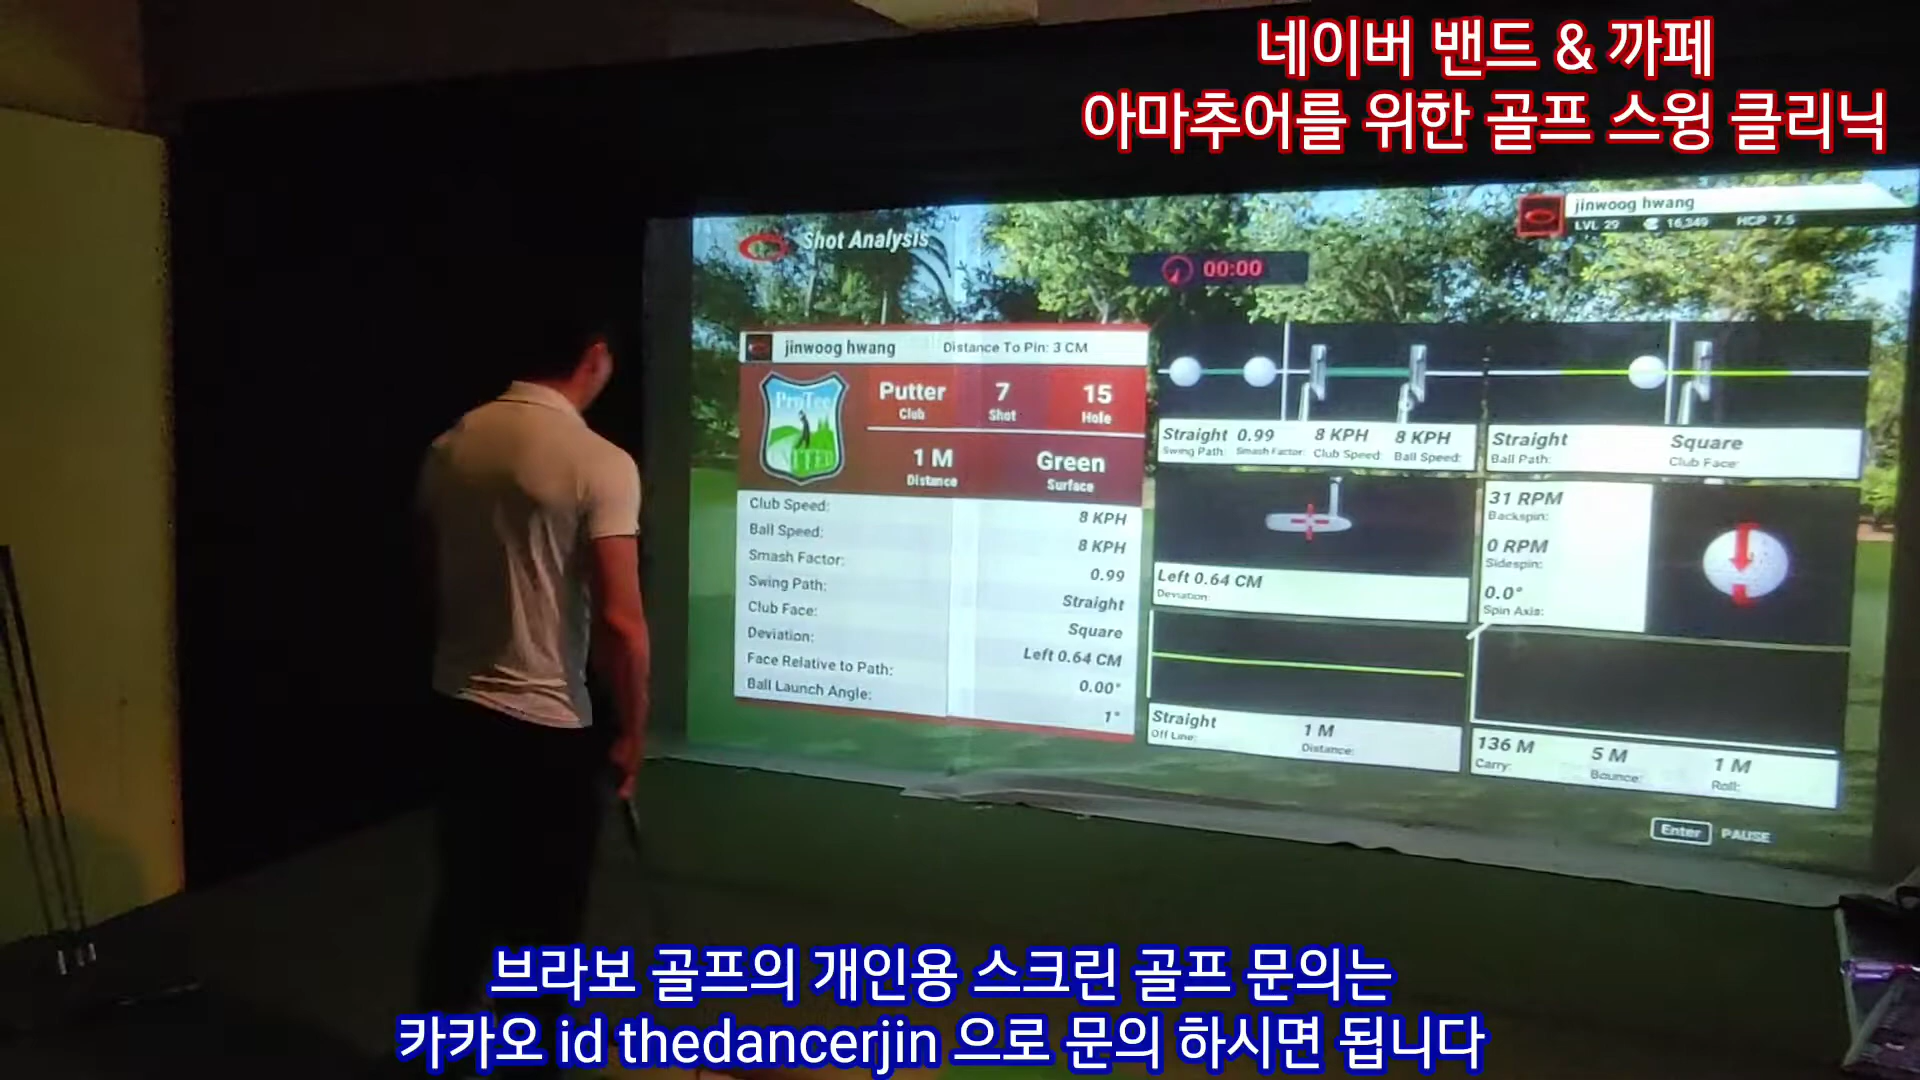 네이버 밴드 & 까페
아마추어를 위한 골프 스윙 클리닉
jinwoog hwang
LVL 29 16,349 HCP 7.5
Shot Analysis
00:00
jinwoog hwang Distance To Pin: 3 CM
ProTee
UNITED
Putter 7 15
Club Shot Hole
1 M Green
Distance Surface
Club Speed: 8 KPH
Ball Speed: 8 KPH
Smash Factor: 0.99
Swing Path: Straight
Club Face: Square
Deviation: Left 0.64 CM
Face Relative to Path: 0.00°
Ball Launch Angle: 1°
Straight 0.99 8 KPH 8 KPH
Swing Path: Smash Factor: Club Speed: Ball Speed:
Straight Square
Ball Path: Club Face:
Left 0.64 CM
Deviation:
31 RPM
Backspin:
0 RPM
Sidespin:
0.0°
Spin Axis:
Straight 1 M
Off Line: Distance:
136 M 5 M 1 M
Carry: Bounce: Roll:
Enter PAUSE
브라보 골프의 개인용 스크린 골프 문의는
카카오 id thedancerjin 으로 문의 하시면 됩니다